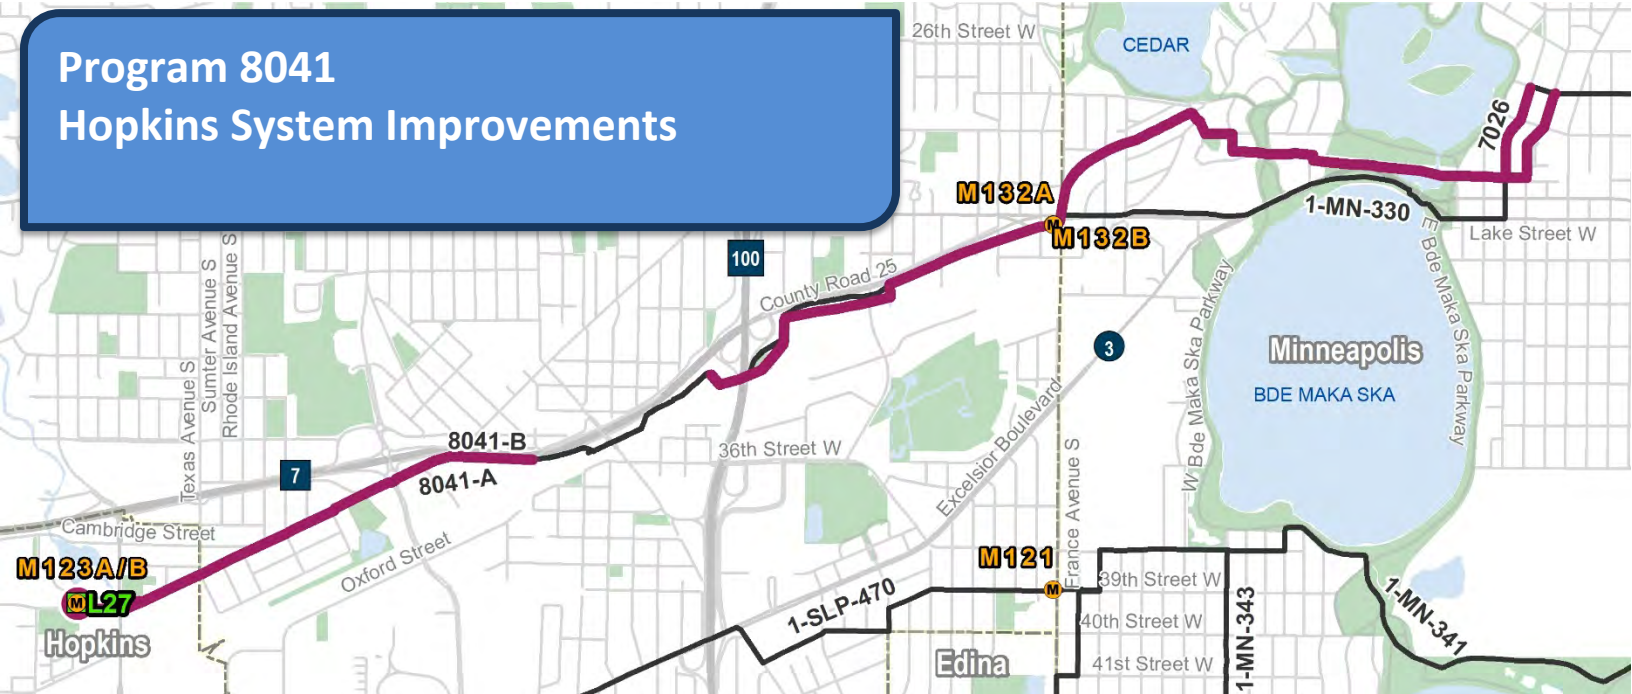 Program 8041
Hopkins System Improvements
26th Street W
CEDAR
7026
M132A
M
M132B
1-MN-330
Lake Street W
E Bde Maka Ska Parkway
W Bde Maka Ska Parkway
Minneapolis
BDE MAKA SKA
100
County Road 25
3
Texas Avenue S
Sumter Avenue S
Rhode Island Avenue S
8041-B
8041-A
7
36th Street W
Excelsior Boulevard
France Avenue S
Cambridge Street
Oxford Street
M123A/B
M
L27
Hopkins
M121
M
39th Street W
40th Street W
41st Street W
1-SLP-470
Edina
1-MN-343
1-MN-341